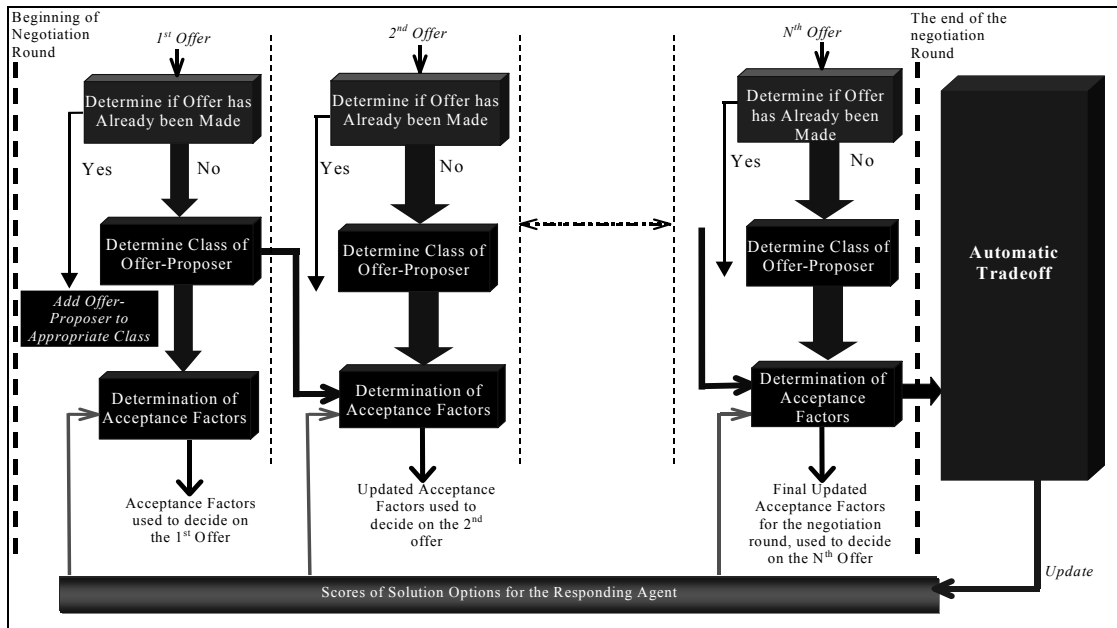 Beginning of
Negotiation
Round
1st Offer
Determine if Offer has
Already been Made
Yes
No
Determine Class of
Offer-Proposer
Add Offer-
Proposer to
Appropriate Class
Determination of
Acceptance Factors
Acceptance Factors
used to decide on
the 1st Offer
2nd Offer
Determine if Offer has
Already been Made
Yes
No
Determine Class of
Offer-Proposer
Determination of
Acceptance Factors
Updated Acceptance
Factors used to
decide on the 2nd
offer
Nth Offer
Determine if Offer
has Already been
Made
Yes
No
Determine Class of
Offer-Proposer
Determination of
Acceptance
Factors
Final Updated
Acceptance Factors
for the negotiation
round, used to decide
on the Nth Offer
The end of the
negotiation
Round
Automatic
Tradeoff
Update
Scores of Solution Options for the Responding Agent